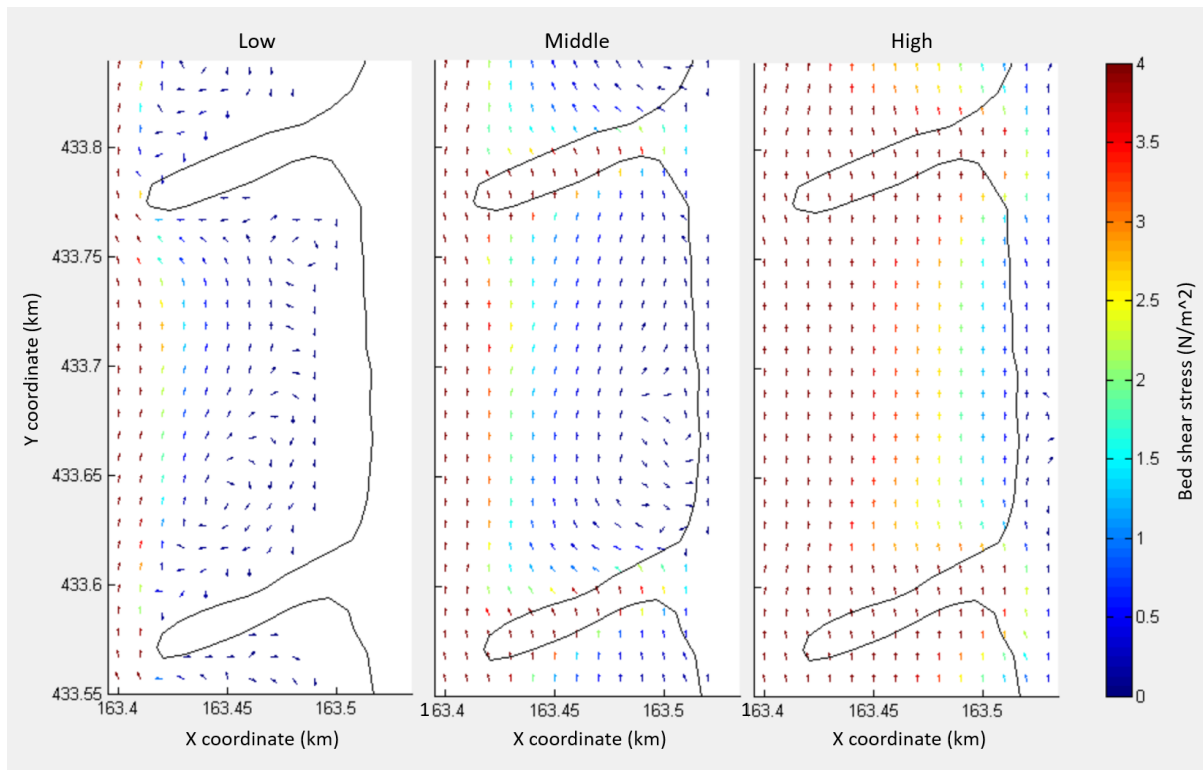 Low Middle High
433.8
433.75
433.7
433.65
433.6
433.55
Y coordinate (km)
163.4 163.45 163.5
163.4 163.45 163.5
163.4 163.45 163.5
X coordinate (km) X coordinate (km) X coordinate (km)
4
3.5
3
2.5
2
1.5
1
0.5
0
Bed shear stress (N/m^2)